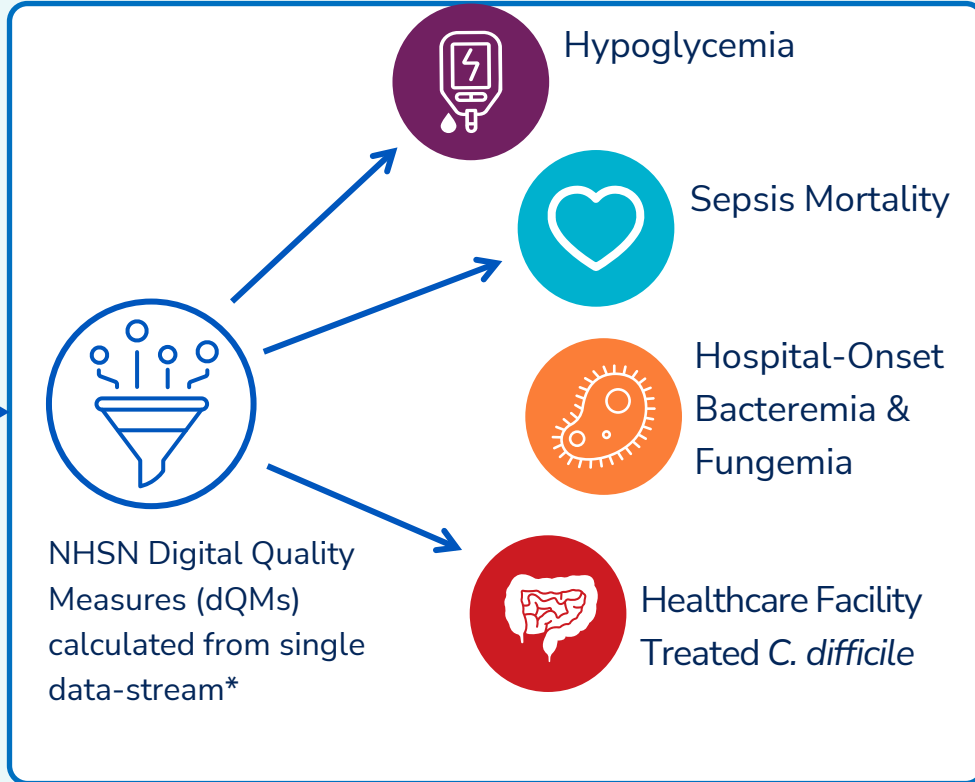 Hypoglycemia
Sepsis Mortality
Hospital-Onset
Bacteremia &
Fungemia
NHSN Digital Quality
Measures (dQMs)
calculated from single
data-stream*
Healthcare Facility
Treated C. difficile